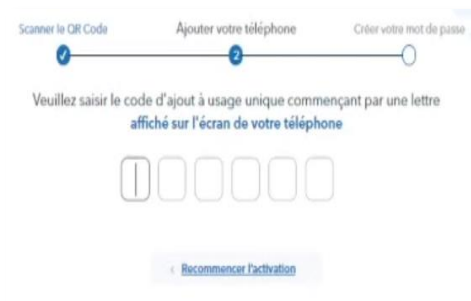 Scanner le QR Code
Ajouter votre téléphone
Créer votre mot de passe
2
Veuillez saisir le code d'ajout à usage unique commençant par une lettre
affiché sur l'écran de votre téléphone
< Recommencer l'activation